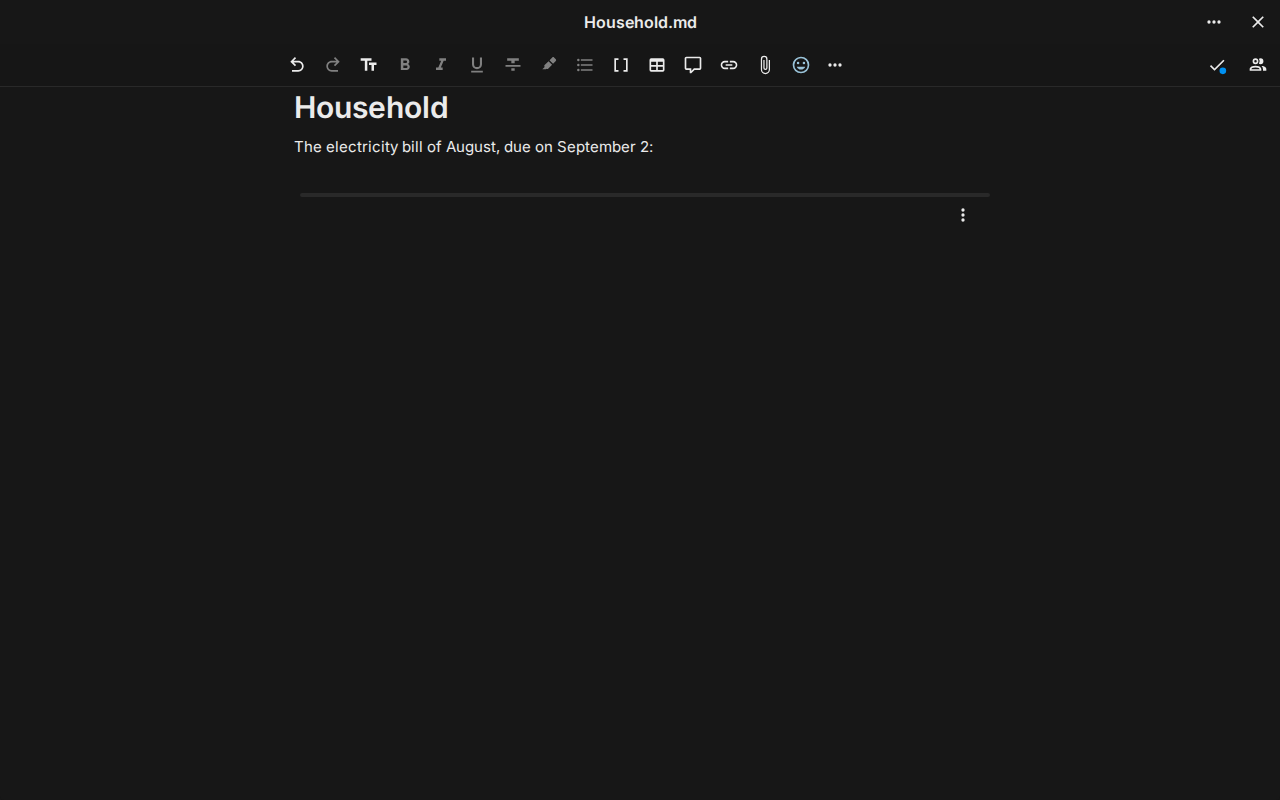 Household.md
Household
The electricity bill of August, due on September 2: